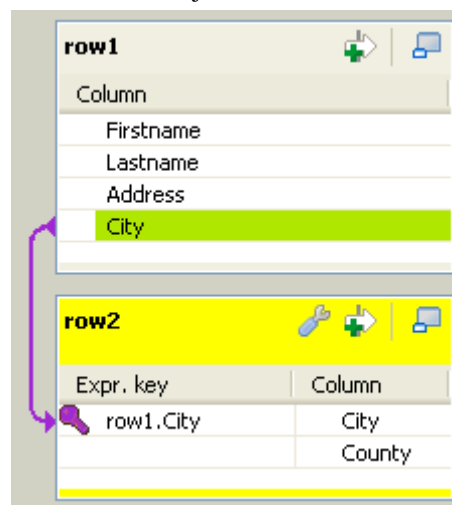 row1
Column
Firstname
Lastname
Address
City
row2
Expr. key Column
row1.City City
County